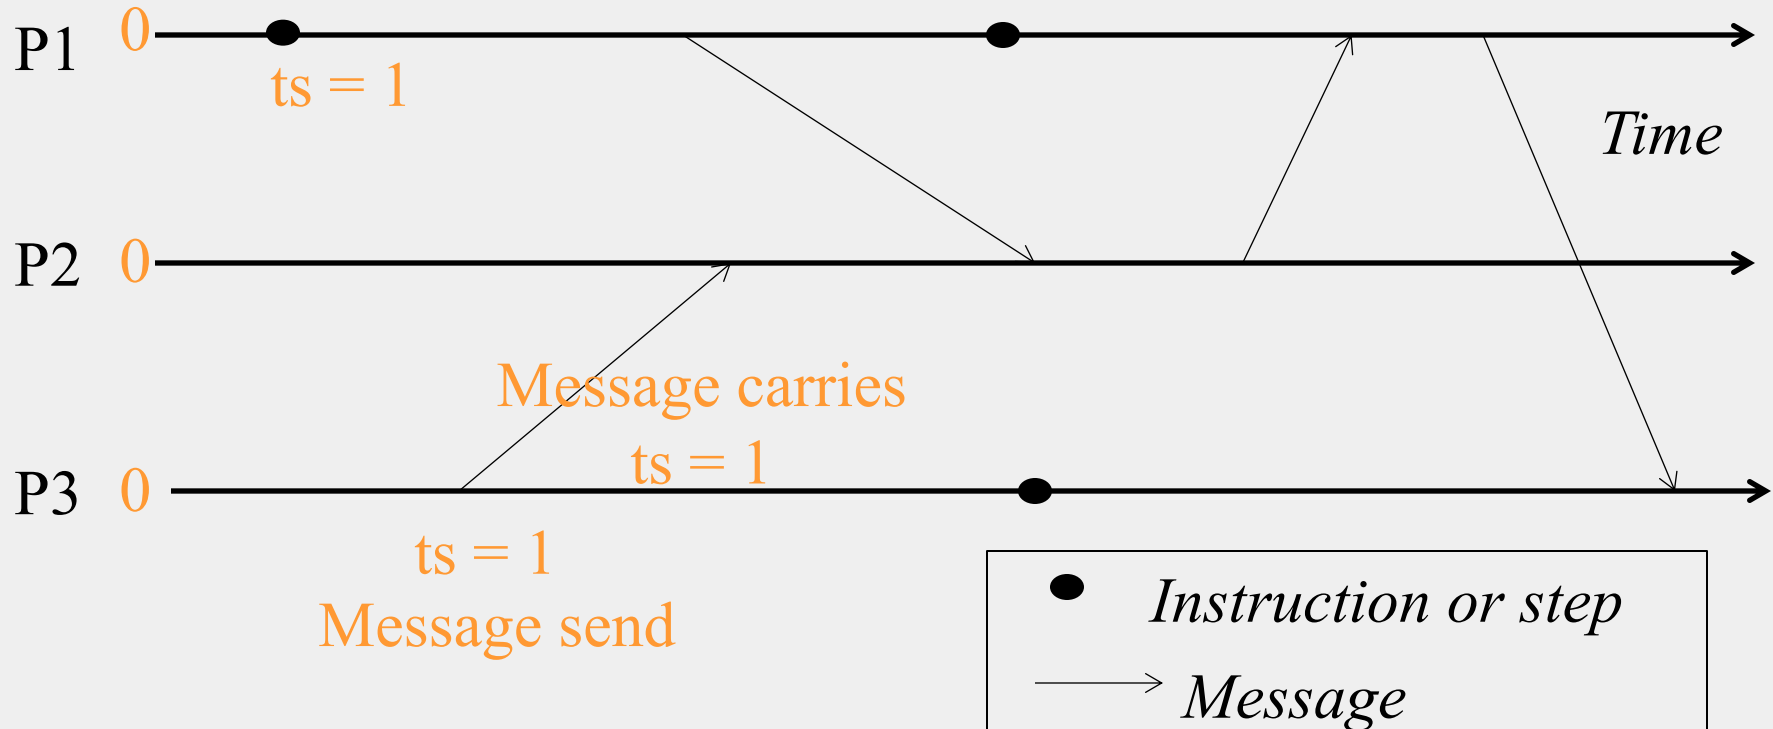 P1 0
ts = 1
Time
P2 0
Message carries
ts = 1
P3 0
ts = 1
Message send
Instruction or step
Message